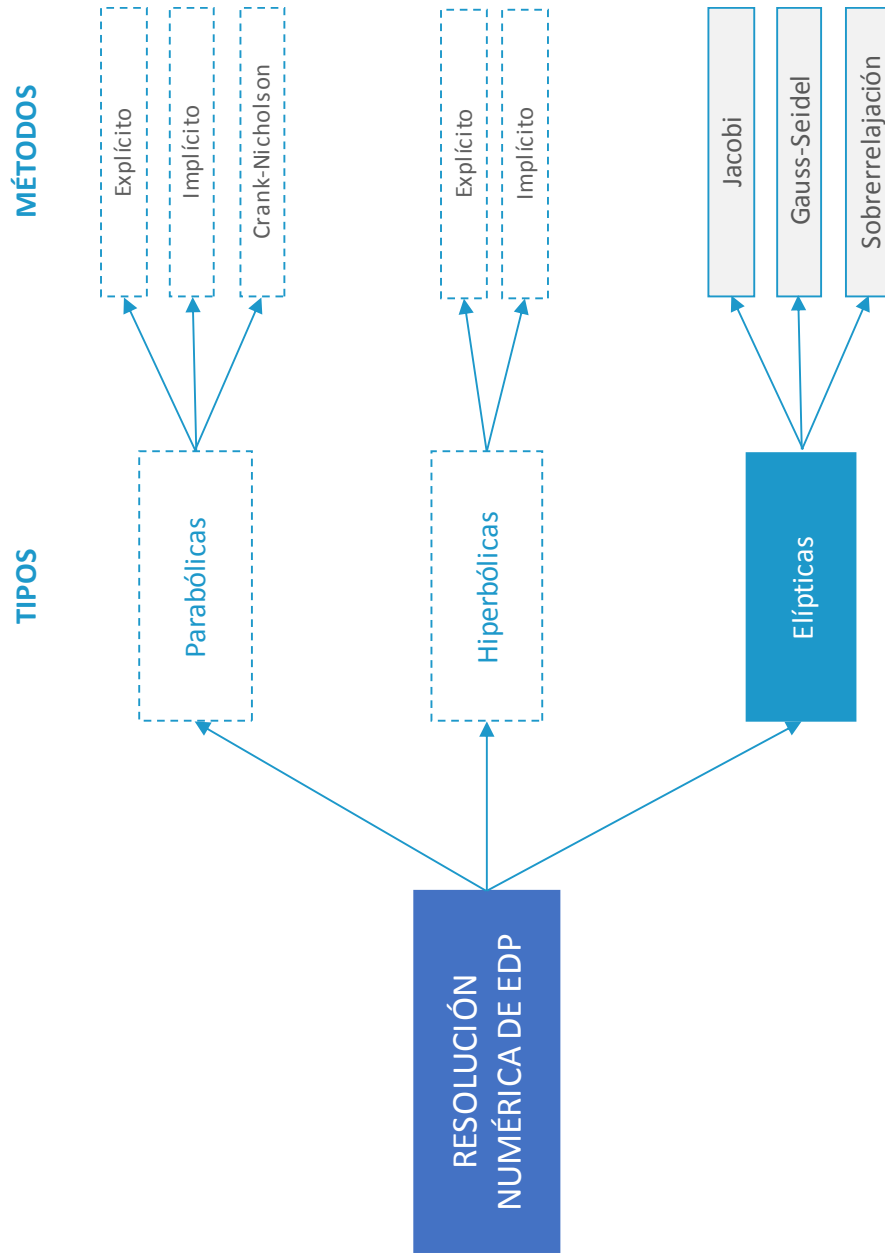 TIPOS
MÉTODOS
RESOLUCIÓN
NUMÉRICA DE EDP
Parabólicas
Explícito
Implícito
Crank-Nicholson
Hiperbólicas
Explícito
Implícito
Elípticas
Jacobi
Gauss-Seidel
Sobrerrelajación